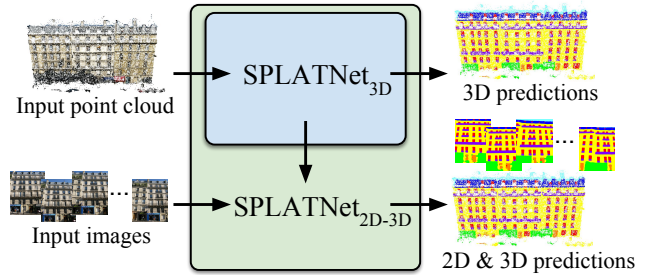 Input point cloud
SPLATNet3D
3D predictions
...
...
Input images
SPLATNet2D-3D
2D & 3D predictions